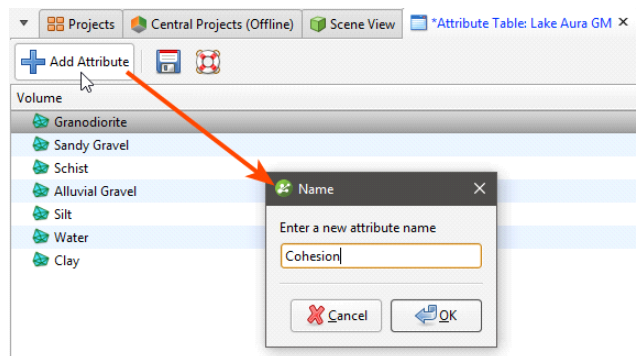 Projects Central Projects (Offline) Scene View *Attribute Table: Lake Aura GM
Add Attribute
Volume
Granodiorite
Sandy Gravel
Schist
Alluvial Gravel
Silt
Water
Clay
Name
Enter a new attribute name
Cohesion
Cancel OK